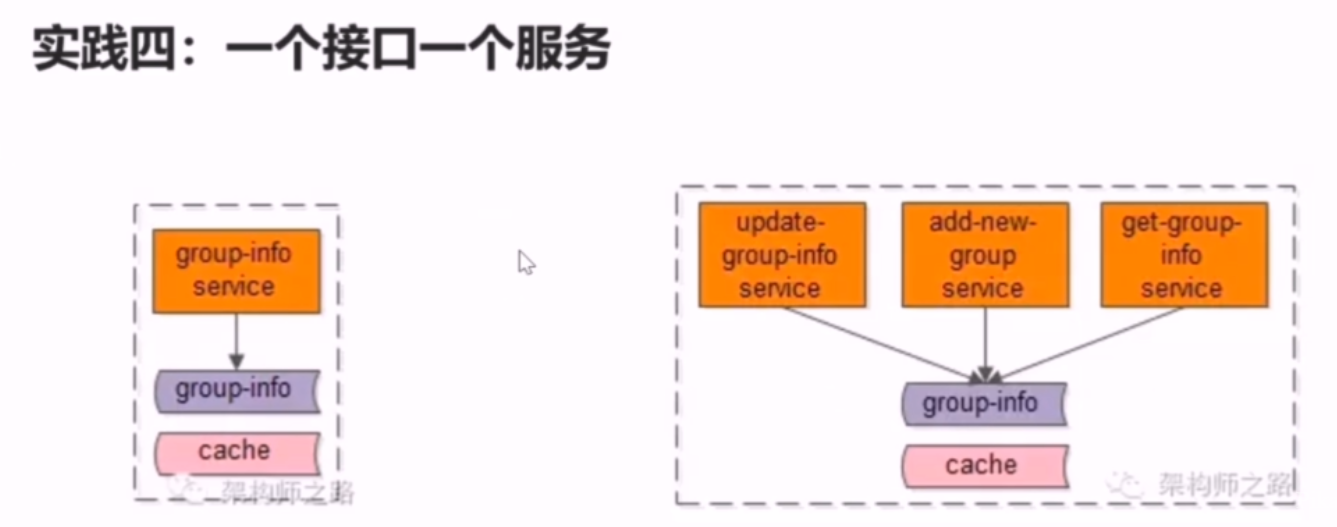 实践四：一个接口一个服务
group-info
service
group-info
cache
架构师之路
update-
group-info
service
add-new-
group
service
get-group-
info
service
group-info
cache
架构师之路